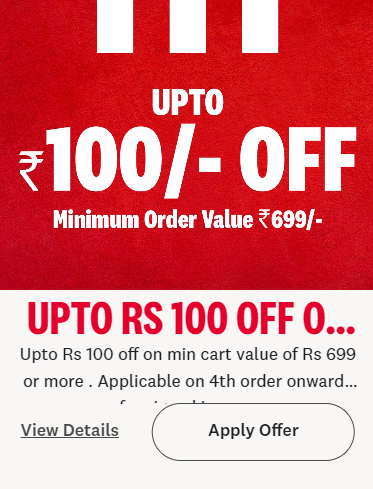 UPTO
₹100/- OFF
Minimum Order Value ₹699/-
UPTO RS 100 OFF O...
Upto Rs 100 off on min cart value of Rs 699
or more . Applicable on 4th order onward...
View Details
Apply Offer